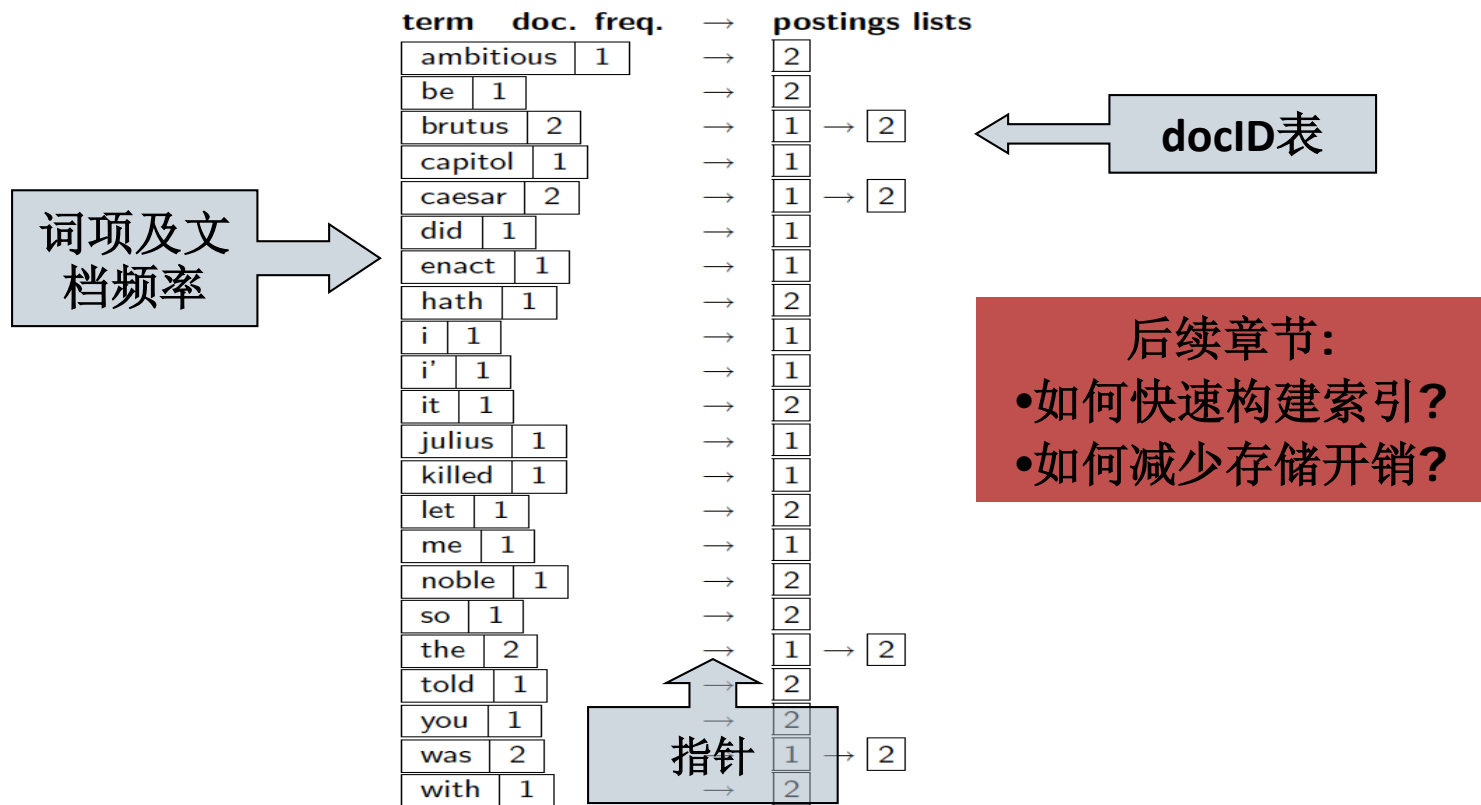 term doc. freq. → postings lists
ambitious 1 → 2
be 1 → 2
brutus 2 → 1 → 2
capitol 1 → 1
caesar 2 → 1 → 2
did 1 → 1
enact 1 → 1
hath 1 → 2
i 1 → 1
i' 1 → 1
it 1 → 2
julius 1 → 1
killed 1 → 1
let 1 → 2
me 1 → 1
noble 1 → 2
so 1 → 2
the 2 → 1 → 2
told 1 → 2
you 1 → 2
was 2 → 1 → 2
with 1 → 2
词项及文
档频率
docID表
后续章节:
•如何快速构建索引?
•如何减少存储开销?
指针